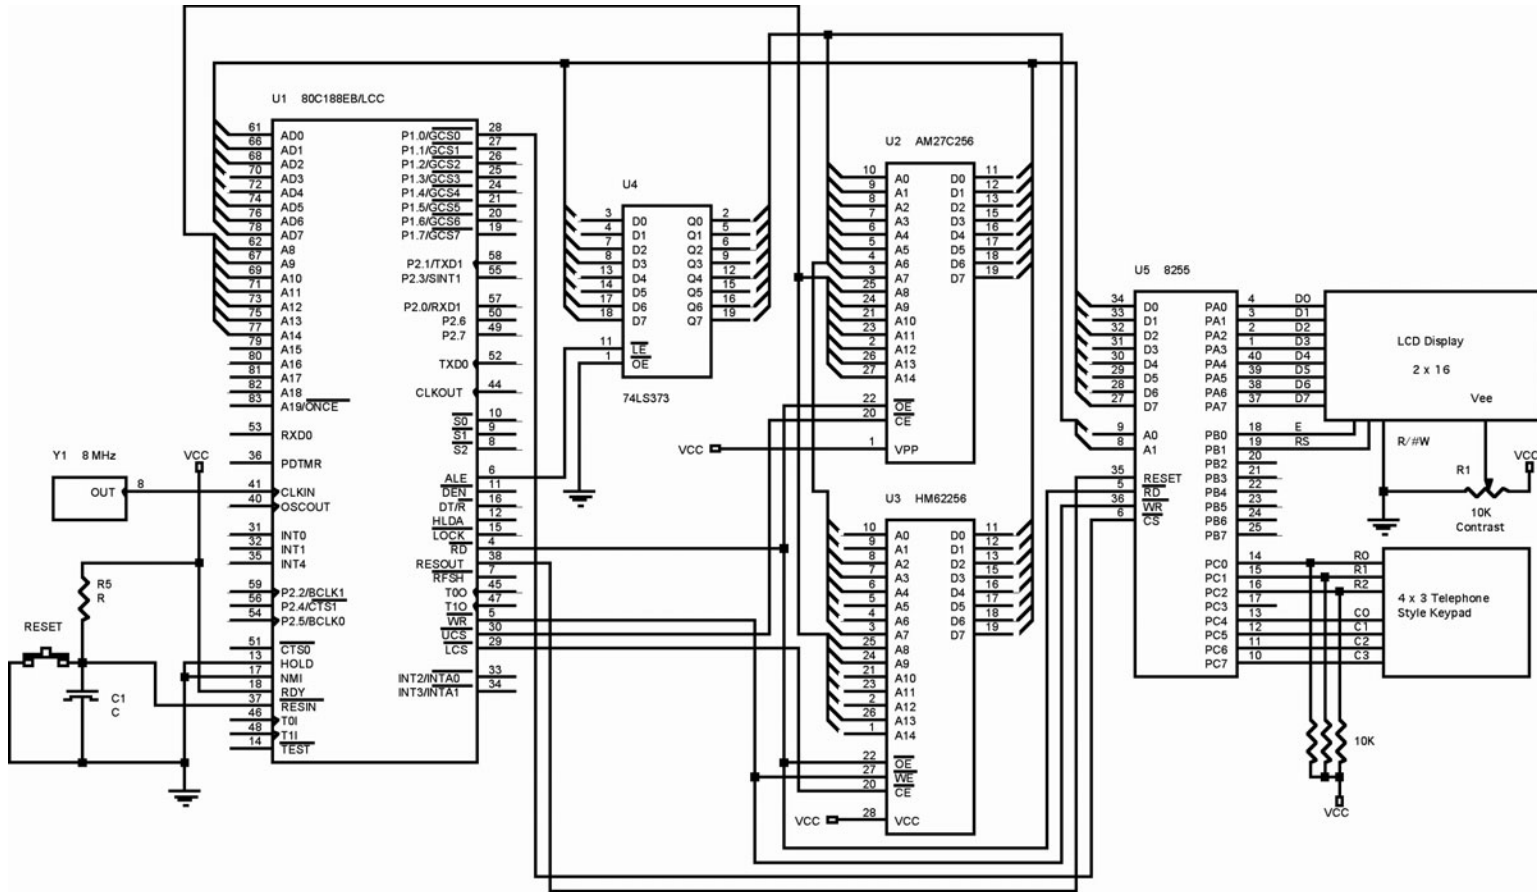 U1 80C188EB/LCC
61 AD0
66 AD1
68 AD2
70 AD3
72 AD4
74 AD5
76 AD6
78 AD7
62 A8
67 A9
69 A10
71 A11
73 A12
75 A13
77 A14
79 A15
80 A16
81 A17
82 A18
83 A19/ONCE
53 RXD0
36 PDTMR
41 CLKIN
40 OSCOUT
31 INT0
32 INT1
35 INT4
59 P2.2/BCLK1
56 P2.4/CTS1
54 P2.5/BCLK0
51 CTS0
13 HOLD
17 NMI
18 RDY
37 RESIN
46 T0I
48 T1I
14 TEST
P1.0/GCS0 28
P1.1/GCS1 27
P1.2/GCS2 26
P1.3/GCS3 25
P1.4/GCS4 24
P1.5/GCS5 21
P1.6/GCS6 20
P1.7/GCS7 19
P2.1/TXD1 58
P2.3/SINT1 55
P2.0/RXD1 57
P2.6 50
P2.7 49
TXD0 52
CLKOUT 44
S0 10
S1 9
S2 8
ALE 6
DEN 11
DT/R 16
HLDA 12
LOCK 15
RD 4
RESOUT 38
RFSH 7
T0O 45
T1O 47
WR 5
UCS 30
LCS 29
INT2/INTA0 33
INT3/INTA1 34
Y1 8 MHz
OUT 8
VCC
R5
R
RESET
C1
C
U4
3 D0 Q0 2
4 D1 Q1 5
7 D2 Q2 6
8 D3 Q3 9
13 D4 Q4 12
14 D5 Q5 15
17 D6 Q6 16
18 D7 Q7 19
11 LE
1 OE
74LS373
U2 AM27C256
10 A0 D0 11
9 A1 D1 12
8 A2 D2 13
7 A3 D3 15
6 A4 D4 16
5 A5 D5 17
4 A6 D6 18
3 A7 D7 19
25 A8
24 A9
21 A10
23 A11
2 A12
26 A13
27 A14
22 OE
20 CE
VCC 1 VPP
U3 HM62256
10 A0 D0 11
9 A1 D1 12
8 A2 D2 13
7 A3 D3 15
6 A4 D4 16
5 A5 D5 17
4 A6 D6 18
3 A7 D7 19
25 A8
24 A9
21 A10
23 A11
2 A12
26 A13
1 A14
22 OE
27 WE
20 CE
VCC 28 VCC
U5 8255
34 D0 PA0 4 D0
33 D1 PA1 3 D1
32 D2 PA2 2 D2
31 D3 PA3 1 D3
30 D4 PA4 40 D4
29 D5 PA5 39 D5
28 D6 PA6 38 D6
27 D7 PA7 37 D7
9 A0 PB0 18 E
8 A1 PB1 19 RS
PB2 20
35 RESET PB3 21
5 RD PB4 22
36 WR PB5 23
6 CS PB6 24
PB7 25
PC0 14 R0
PC1 15 R1
PC2 16 R2
PC3 17
PC4 13 C0
PC5 12 C1
PC6 11 C2
PC7 10 C3
LCD Display
2 x 16
Vee
R/#W
R1
VCC
10K
Contrast
4 x 3 Telephone
Style Keypad
10K
VCC